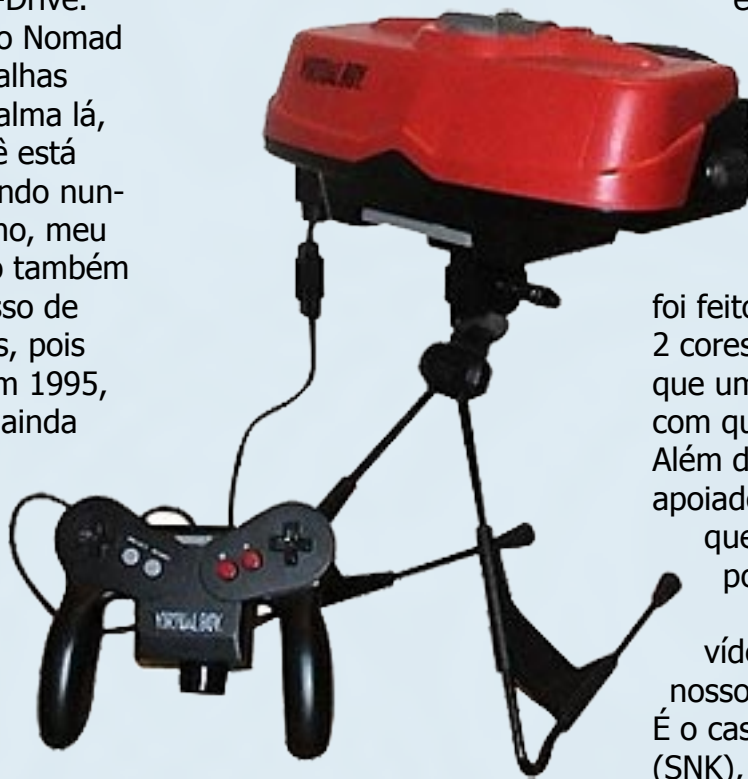 -Drive.
o Nomad
alhas
alma lá,
ê está
ndo nun-
no, meu
o também
sso de
s, pois
m 1995,
ainda
VIRTUAL BOY
VIRTUAL BOY
e
foi feito
2 cores
que um
com qu
Além d
apoiado
que
po
víde
nosso
É o cas
(SNK),